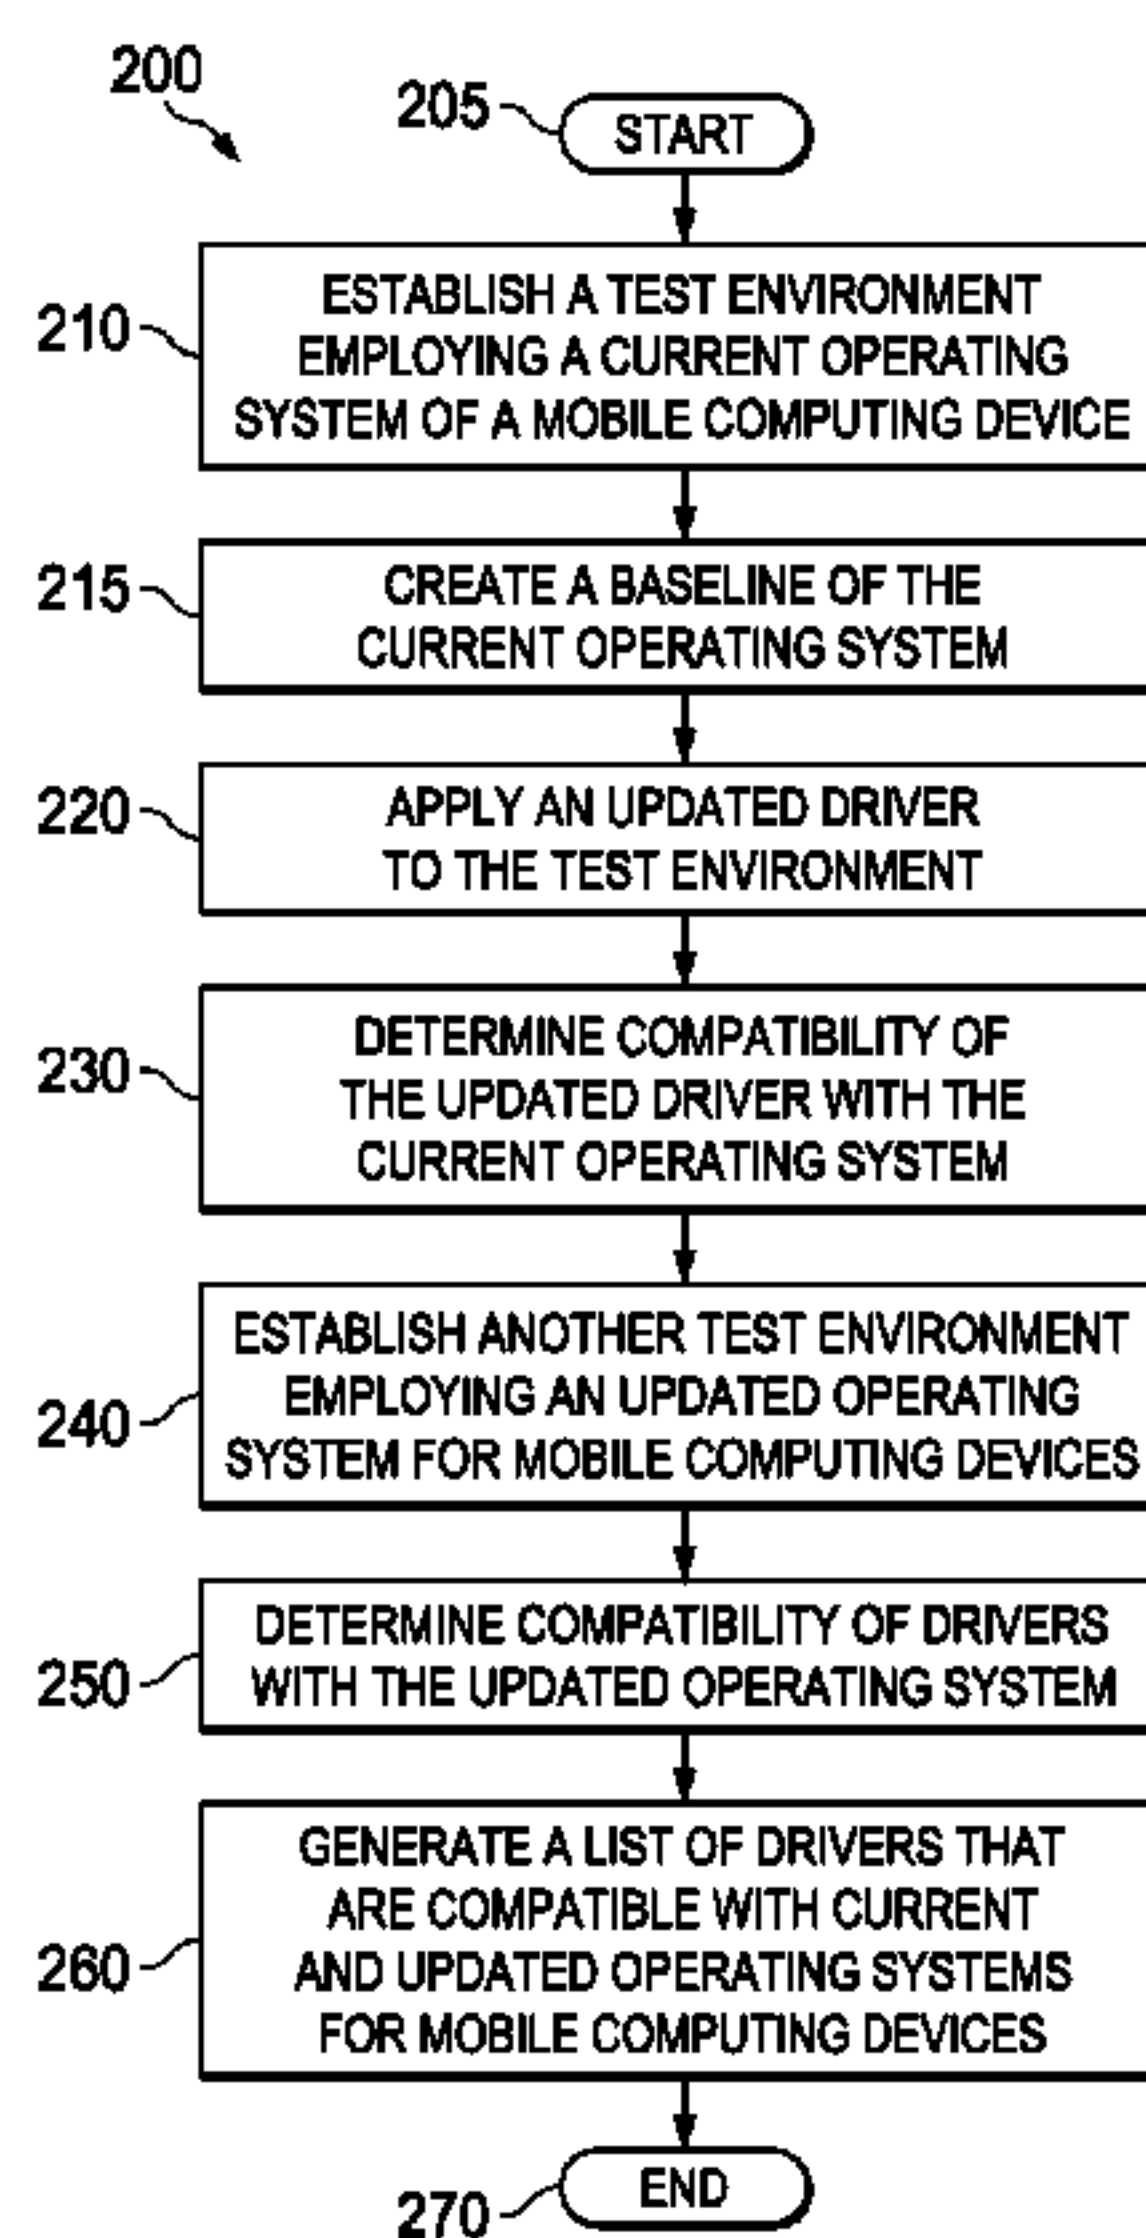 200
205
START
210
ESTABLISH A TEST ENVIRONMENT
EMPLOYING A CURRENT OPERATING
SYSTEM OF A MOBILE COMPUTING DEVICE
215
CREATE A BASELINE OF THE
CURRENT OPERATING SYSTEM
220
APPLY AN UPDATED DRIVER
TO THE TEST ENVIRONMENT
230
DETERMINE COMPATIBILITY OF
THE UPDATED DRIVER WITH THE
CURRENT OPERATING SYSTEM
240
ESTABLISH ANOTHER TEST ENVIRONMENT
EMPLOYING AN UPDATED OPERATING
SYSTEM FOR MOBILE COMPUTING DEVICES
250
DETERMINE COMPATIBILITY OF DRIVERS
WITH THE UPDATED OPERATING SYSTEM
260
GENERATE A LIST OF DRIVERS THAT
ARE COMPATIBLE WITH CURRENT
AND UPDATED OPERATING SYSTEMS
FOR MOBILE COMPUTING DEVICES
270
END